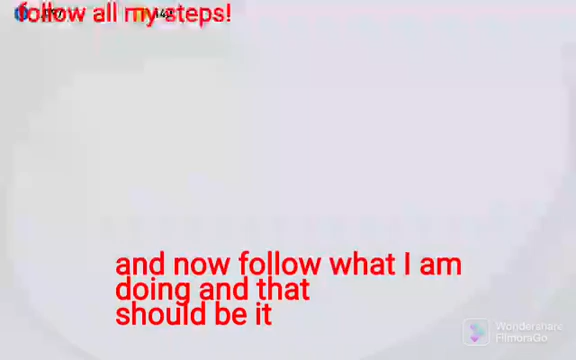 follow all my steps!
and now follow what I am
doing and that
should be it
Wondershare
FilmoraGo